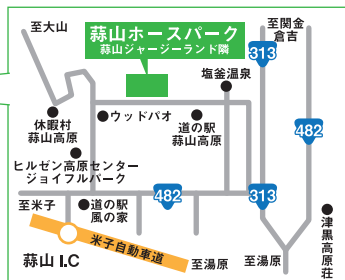 至大山
蒜山ホースパーク
蒜山ジャージーランド隣
至関金
倉吉
313
塩釜温泉
482
休暇村
蒜山高原
ウッドパオ
道の駅
蒜山高原
ヒルゼン高原センター
ジョイフルパーク
482
313
至米子
道の駅
風の家
津黒高原荘
米子自動車道
蒜山 I.C
至湯原
至湯原